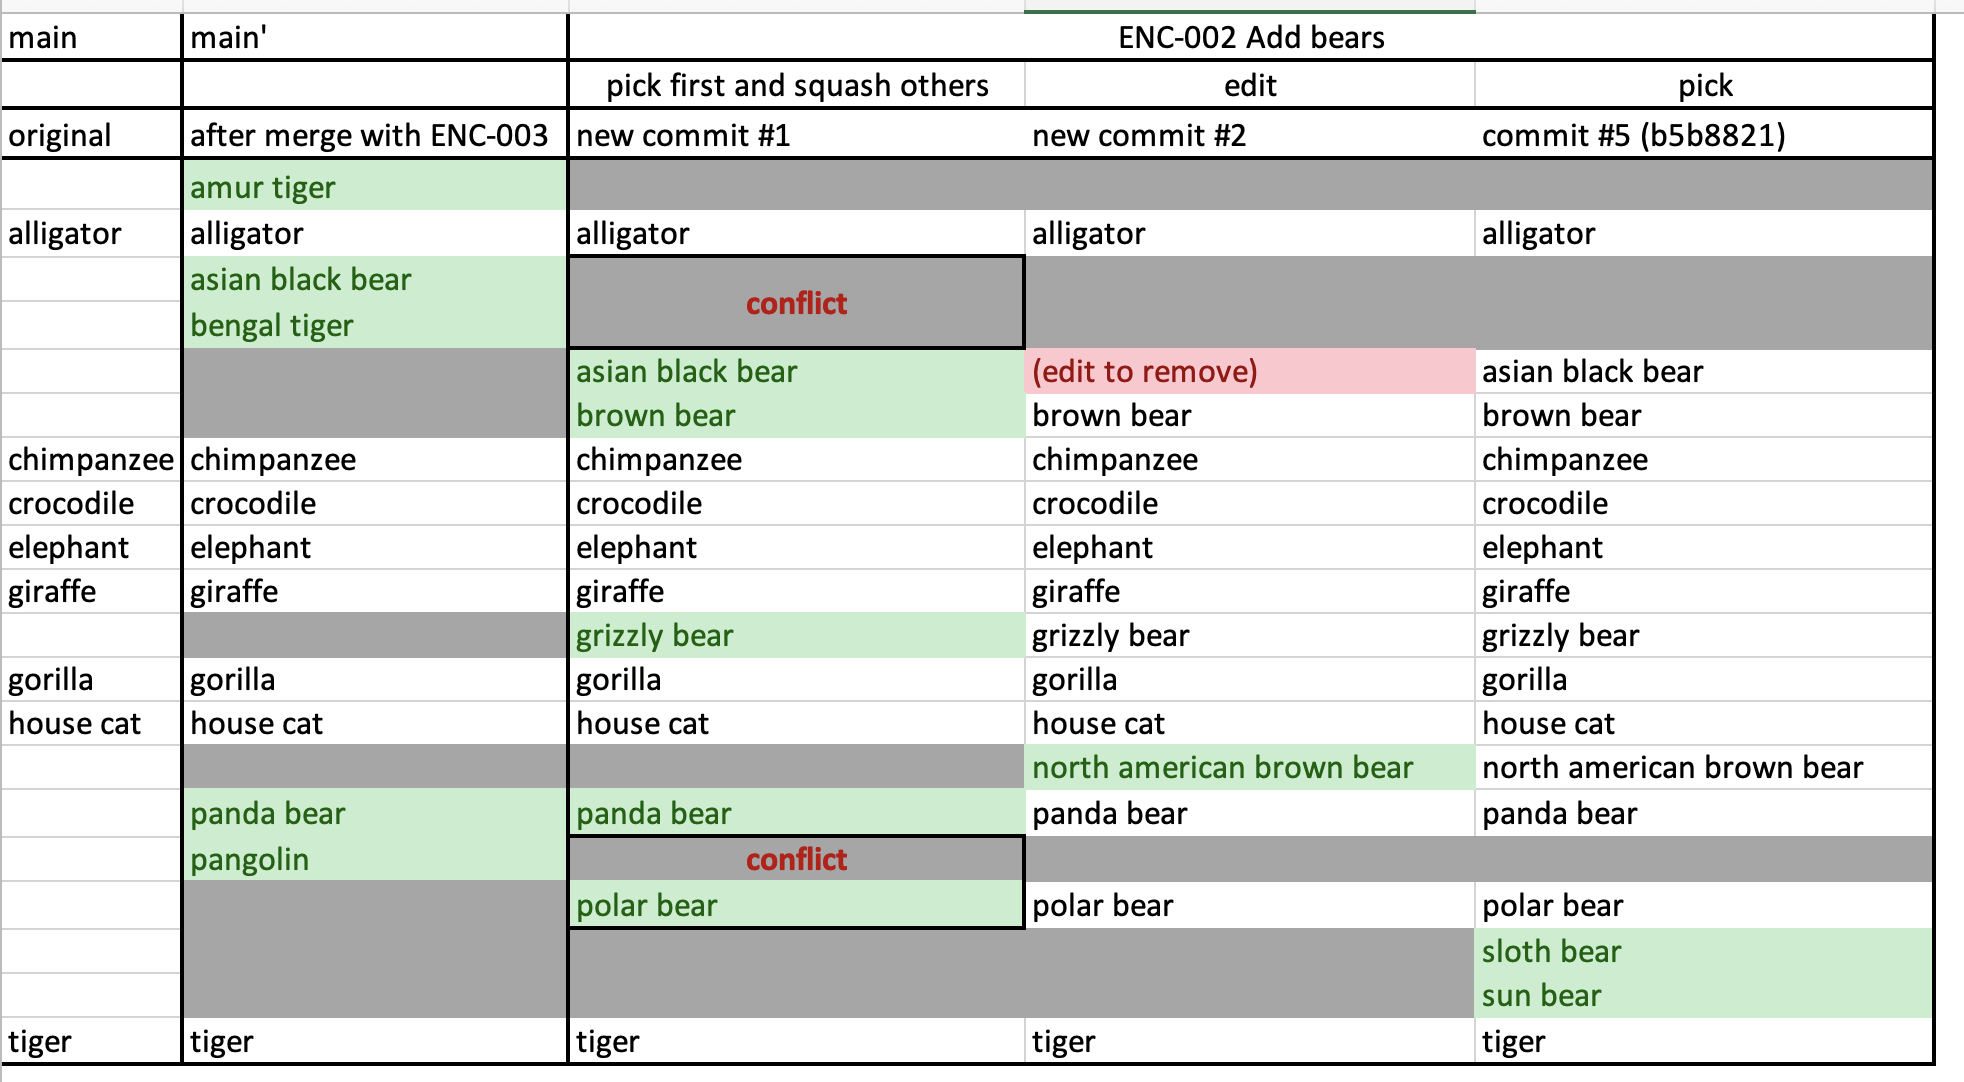 main main' ENC-002 Add bears
pick first and squash others edit pick
original after merge with ENC-003 new commit #1 new commit #2 commit #5 (b5b8821)
amur tiger
alligator alligator alligator alligator alligator
asian black bear
conflict
bengal tiger
asian black bear (edit to remove) asian black bear
brown bear brown bear brown bear
chimpanzee chimpanzee chimpanzee chimpanzee chimpanzee
crocodile crocodile crocodile crocodile crocodile
elephant elephant elephant elephant elephant
giraffe giraffe giraffe giraffe giraffe
grizzly bear grizzly bear grizzly bear
gorilla gorilla gorilla gorilla gorilla
house cat house cat house cat house cat house cat
north american brown bear north american brown bear
panda bear panda bear panda bear panda bear
pangolin conflict
polar bear polar bear polar bear
sloth bear
sun bear
tiger tiger tiger tiger tiger